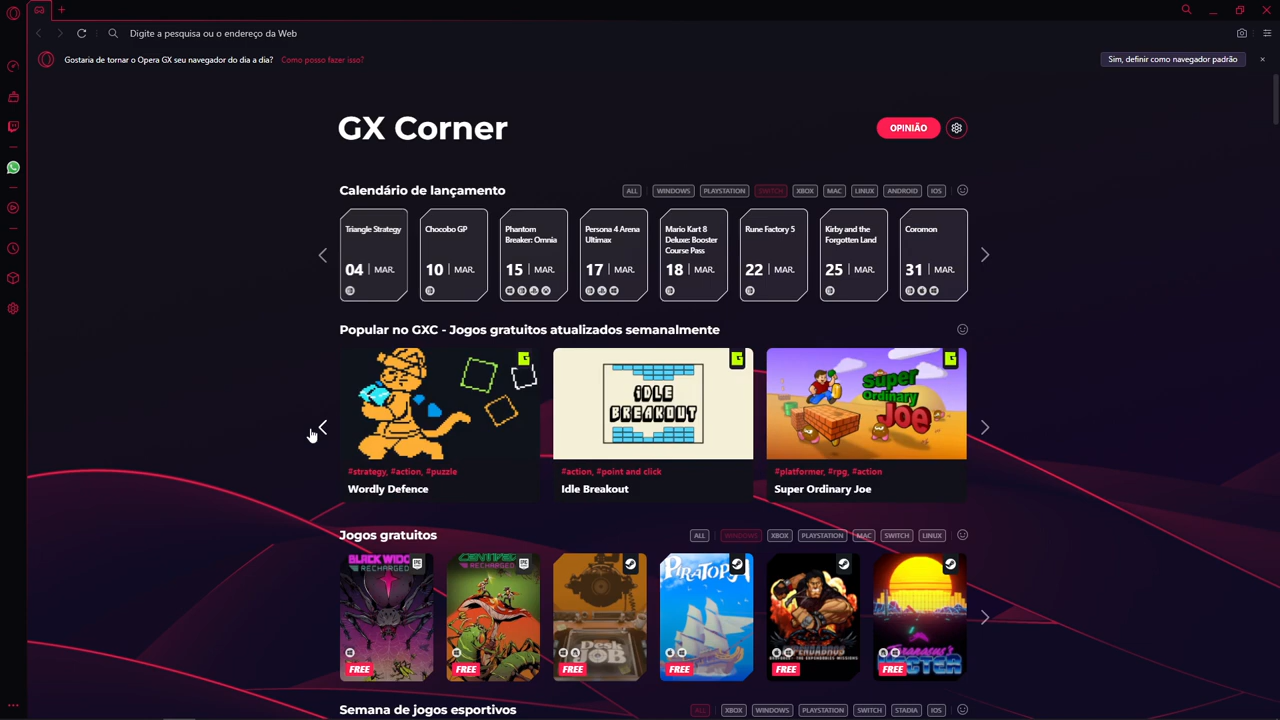 Digite a pesquisa ou o endereço da Web
Gostaria de tornar o Opera GX seu navegador do dia a dia? Como posso fazer isso? Sim, definir como navegador padrão
GX Corner
OPINIÃO
Calendário de lançamento
ALL WINDOWS PLAYSTATION SWITCH XBOX MAC LINUX ANDROID IOS
Triangle Strategy
04 MAR.
Chocobo GP
10 MAR.
Phantom
Breaker: Omnia
15 MAR.
Persona 4 Arena
Ultimax
17 MAR.
Mario Kart 8
Deluxe: Booster
Course Pass
18 MAR.
Rune Factory 5
22 MAR.
Kirby and the
Forgotten Land
25 MAR.
Coromon
31 MAR.
Popular no GXC - Jogos gratuitos atualizados semanalmente
IDLE
BREAKOUT
Super
Ordinary
Joe
#strategy, #action, #puzzle
Wordly Defence
#action, #point and click
Idle Breakout
#platformer, #rpg, #action
Super Ordinary Joe
Jogos gratuitos
ALL WINDOWS XBOX PLAYSTATION MAC SWITCH LINUX
BLACK WIDOW
RECHARGED
FREE
RECHARGED
FREE
Desk
JOB
FREE
PIRATOPIA
FREE
FREE
FREE
Semana de jogos esportivos
ALL XBOX WINDOWS PLAYSTATION SWITCH STADIA IOS